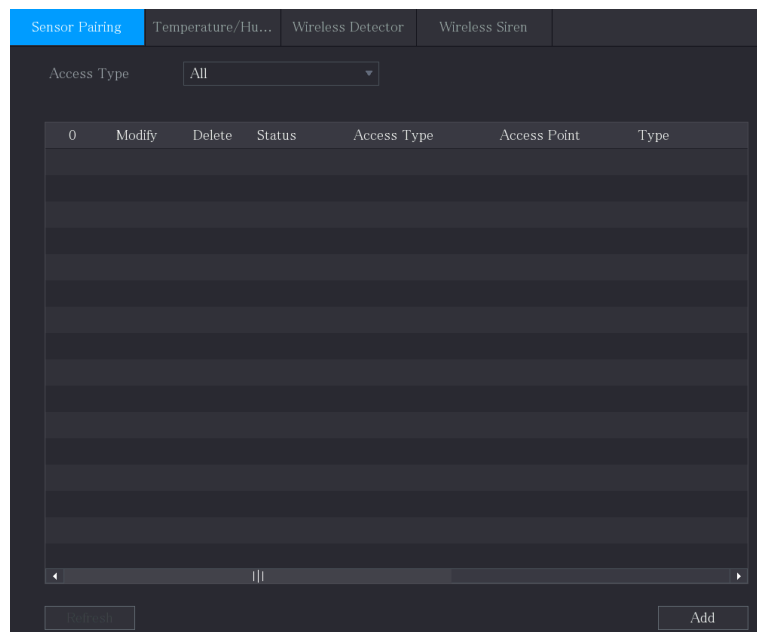 Sensor Pairing Temperature/Hu... Wireless Detector Wireless Siren
Access Type All
0 Modify Delete Status Access Type Access Point Type
Refresh Add